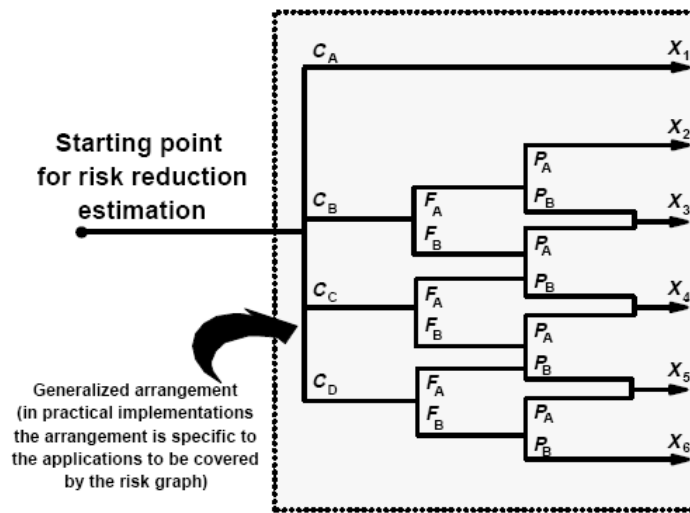 C_A
X_1
Starting point
for risk reduction
estimation
X_2
P_A
C_B
F_A
P_B
X_3
F_B
P_A
C_C
F_A
P_B
X_4
F_B
P_A
Generalized arrangement
(in practical implementations
the arrangement is specific to
the applications to be covered
by the risk graph)
C_D
F_A
P_B
X_5
F_B
P_A
P_B
X_6